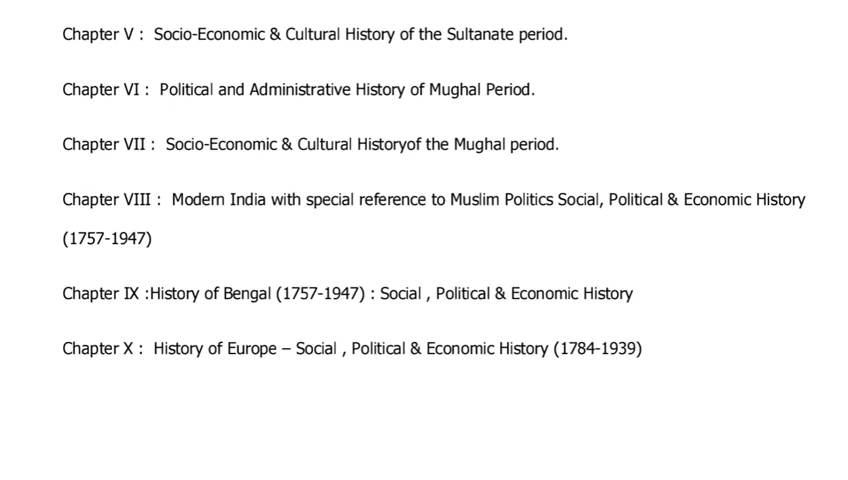 Chapter V :  Socio-Economic & Cultural History of the Sultanate period.
Chapter VI :  Political and Administrative History of Mughal Period.
Chapter VII :  Socio-Economic & Cultural Historyof the Mughal period.
Chapter VIII :  Modern India with special reference to Muslim Politics Social, Political & Economic History
(1757-1947)
Chapter IX :History of Bengal (1757-1947) : Social , Political & Economic History
Chapter X :  History of Europe – Social , Political & Economic History (1784-1939)